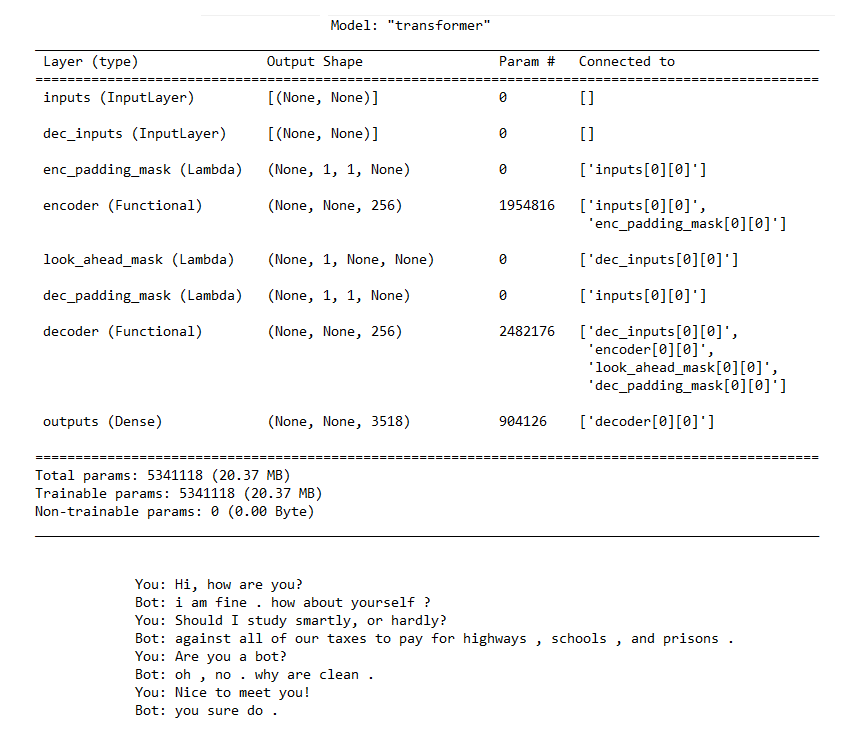 Model: "transformer"
Layer (type) Output Shape Param # Connected to
inputs (InputLayer) [(None, None)] 0 []
dec_inputs (InputLayer) [(None, None)] 0 []
enc_padding_mask (Lambda) (None, 1, 1, None) 0 ['inputs[0][0]']
encoder (Functional) (None, None, 256) 1954816 ['inputs[0][0]',
'enc_padding_mask[0][0]']
look_ahead_mask (Lambda) (None, 1, None, None) 0 ['dec_inputs[0][0]']
dec_padding_mask (Lambda) (None, 1, 1, None) 0 ['inputs[0][0]']
decoder (Functional) (None, None, 256) 2482176 ['dec_inputs[0][0]',
'encoder[0][0]',
'look_ahead_mask[0][0]',
'dec_padding_mask[0][0]']
outputs (Dense) (None, None, 3518) 904126 ['decoder[0][0]']
Total params: 5341118 (20.37 MB)
Trainable params: 5341118 (20.37 MB)
Non-trainable params: 0 (0.00 Byte)
You: Hi, how are you?
Bot: i am fine . how about yourself ?
You: Should I study smartly, or hardly?
Bot: against all of our taxes to pay for highways , schools , and prisons .
You: Are you a bot?
Bot: oh , no . why are clean .
You: Nice to meet you!
Bot: you sure do .